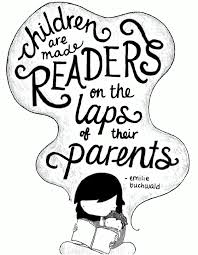 children
are
made
READERS
on the
laps
of their
parents
- emilie
buchwald